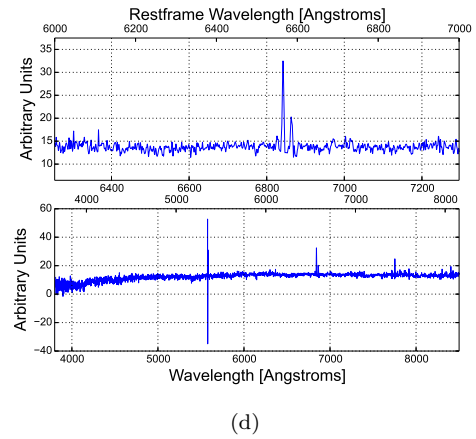 Restframe Wavelength [Angstroms]
6000 6200 6400 6600 6800 7000
35
30
25
20
15
10
Arbitrary Units
6400 6600 6800 7000 7200
4000 5000 6000 7000 8000
60
40
20
0
−20
−40
Arbitrary Units
4000 5000 6000 7000 8000
Wavelength [Angstroms]
(d)